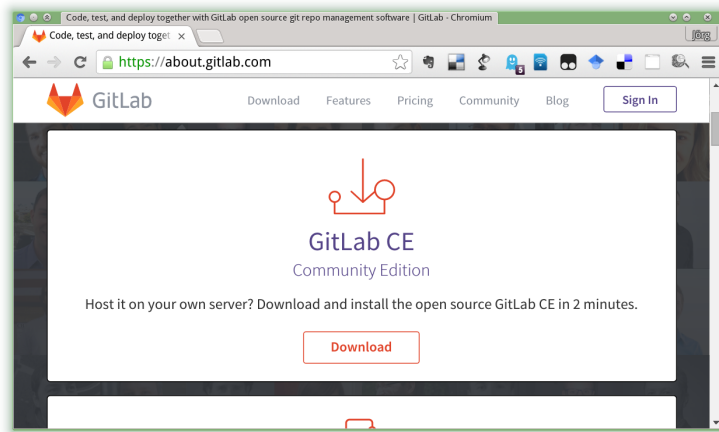 Code, test, and deploy together with GitLab open source git repo management software | GitLab - Chromium
Code, test, and deploy toget
Jörg
https://about.gitlab.com
5
GitLab
Download
Features
Pricing
Community
Blog
Sign In
GitLab CE
Community Edition
Host it on your own server? Download and install the open source GitLab CE in 2 minutes.
Download